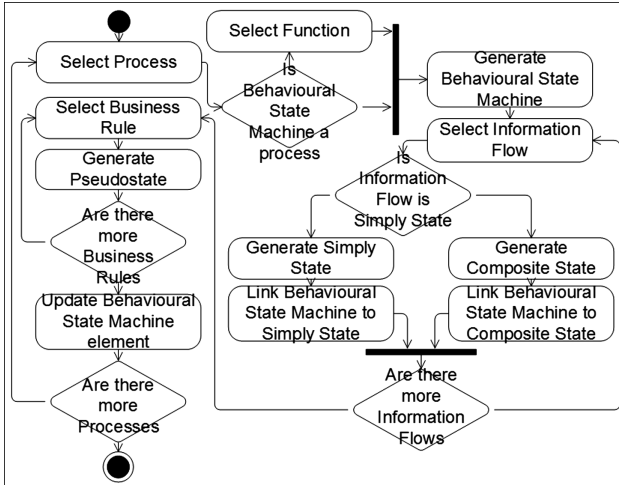 Select Process
Select Function
Is
Behavioural
State
Machine a
process
Generate
Behavioural State
Machine
Select Information
Flow
Is
Information
Flow is
Simply State
Generate Simply
State
Generate
Composite State
Link Behavioural
State Machine to
Simply State
Link Behavioural
State Machine to
Composite State
Are there
more
Information
Flows
Select Business
Rule
Generate
Pseudostate
Are there
more
Business
Rules
Update Behavioural
State Machine
element
Are there
more
Processes